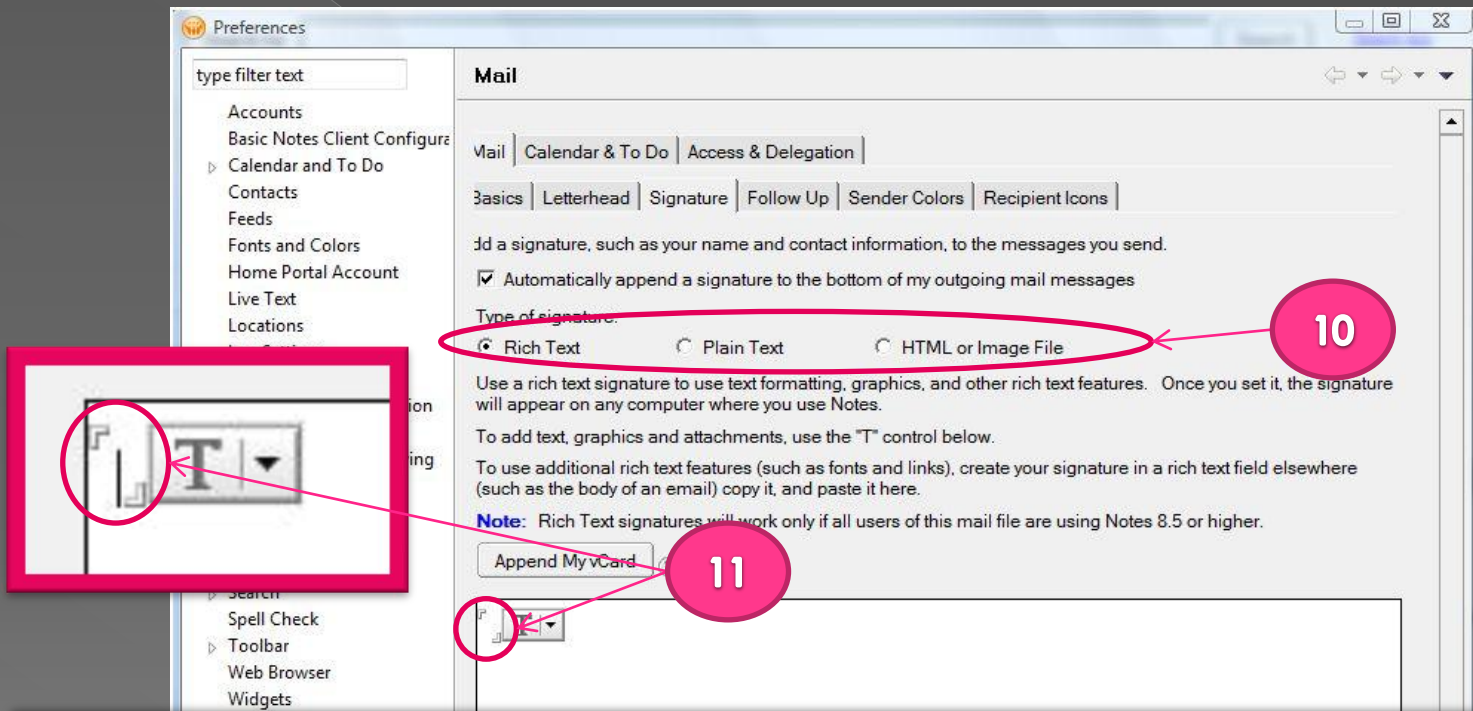 Preferences
type filter text
Accounts
Basic Notes Client Configura
Calendar and To Do
Contacts
Feeds
Fonts and Colors
Home Portal Account
Live Text
Locations
ion
ing
Search
Spell Check
Toolbar
Web Browser
Widgets
Mail
Mail Calendar & To Do Access & Delegation
Basics Letterhead Signature Follow Up Sender Colors Recipient Icons
dd a signature, such as your name and contact information, to the messages you send.
Automatically append a signature to the bottom of my outgoing mail messages
Type of signature:
Rich Text Plain Text HTML or Image File
10
Use a rich text signature to use text formatting, graphics, and other rich text features. Once you set it, the signature
will appear on any computer where you use Notes.
To add text, graphics and attachments, use the "T" control below.
To use additional rich text features (such as fonts and links), create your signature in a rich text field elsewhere
(such as the body of an email) copy it, and paste it here.
Note: Rich Text signatures will work only if all users of this mail file are using Notes 8.5 or higher.
Append My vCard
11
T
T